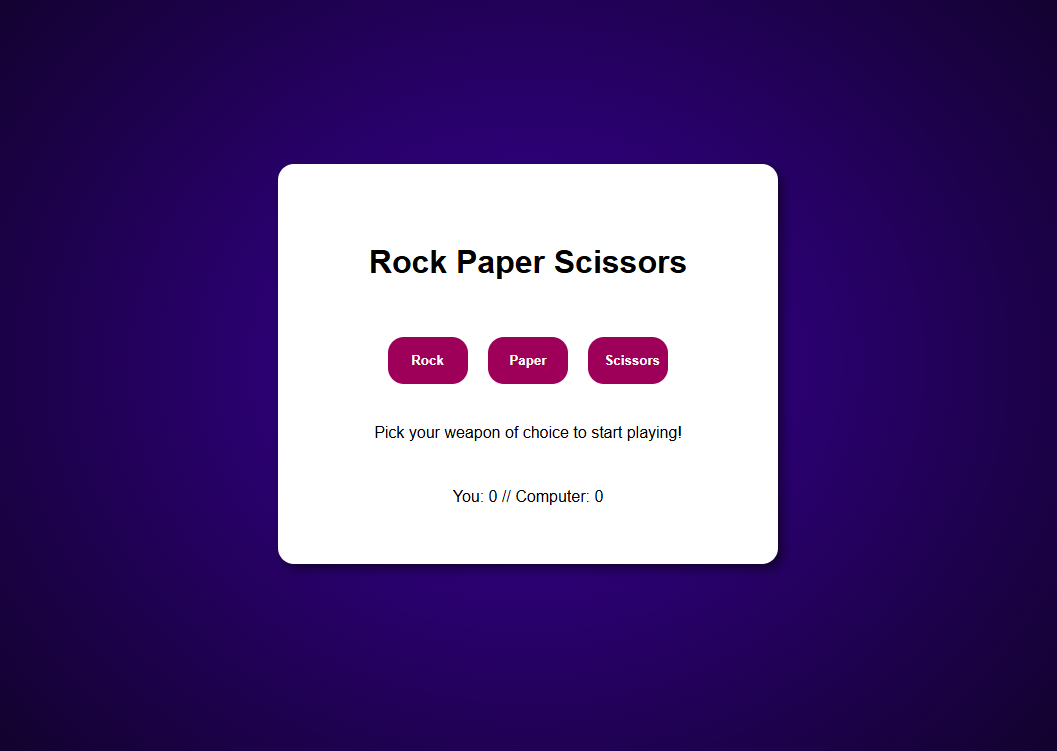 Rock Paper Scissors
Rock Paper Scissors
Pick your weapon of choice to start playing!
You: 0 // Computer: 0